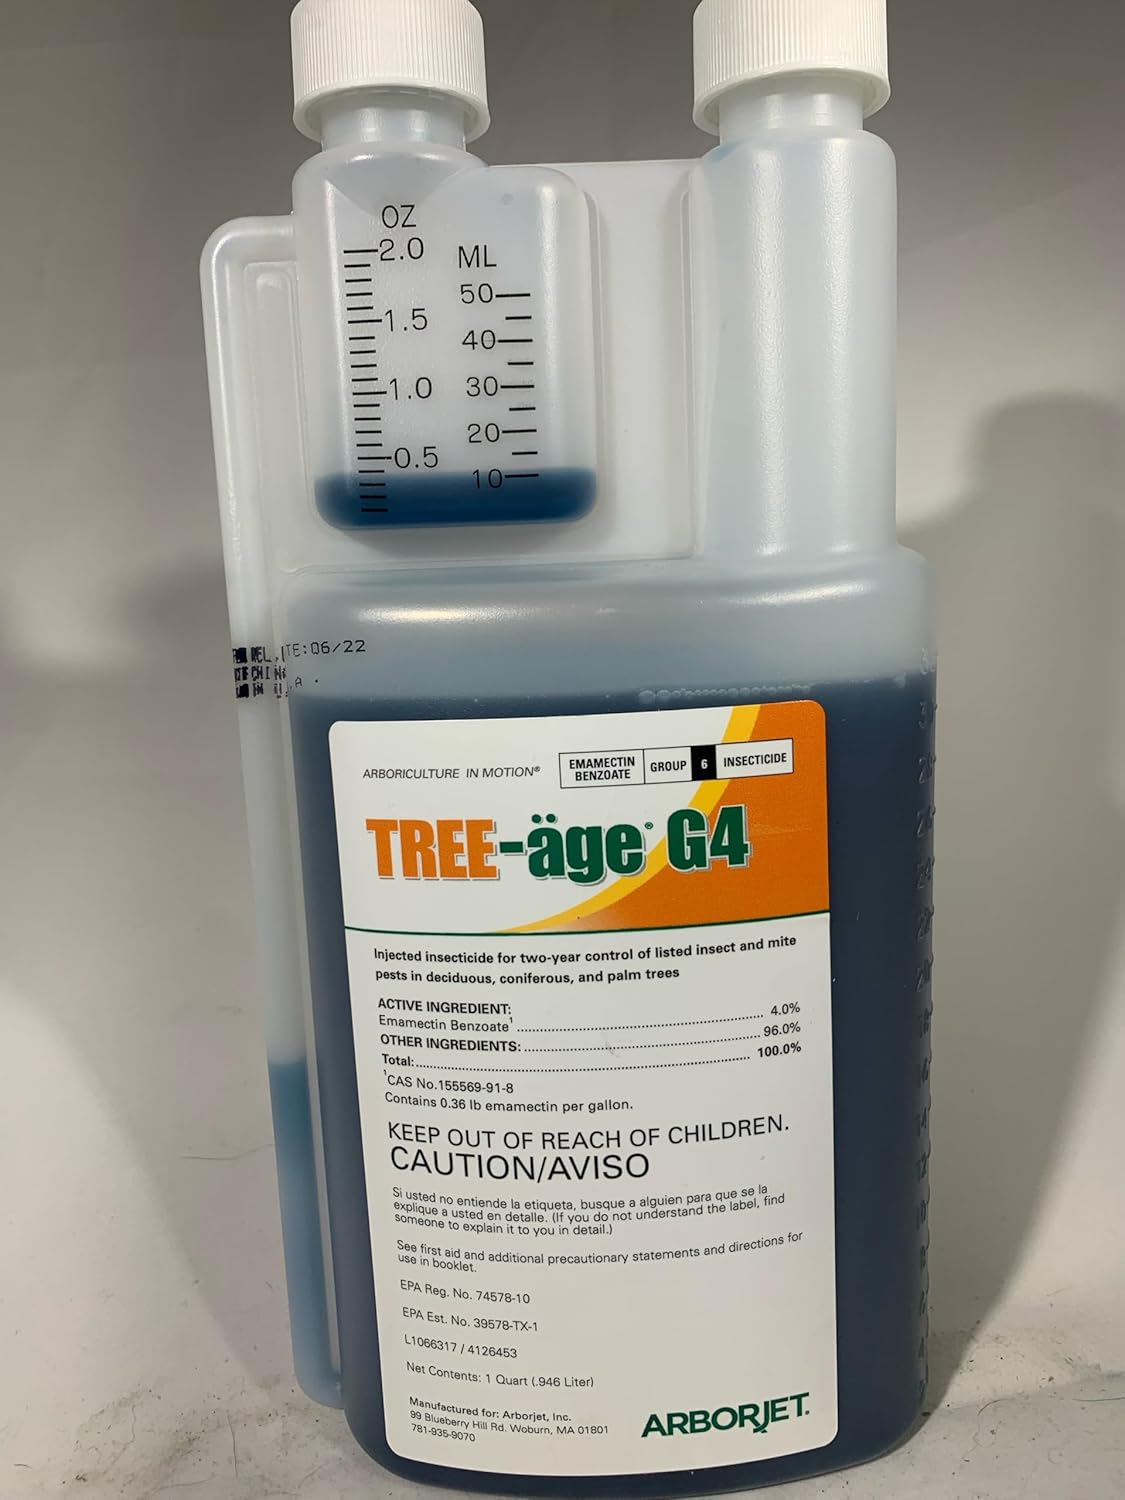 OZ
2.0
1.5
1.0
0.5
ML
50
40
30
20
10
TE:06/22
ARBORICULTURE IN MOTION®
EMAMECTIN BENZOATE GROUP 6 INSECTICIDE
TREE-äge® G4
Injected insecticide for two-year control of listed insect and mite
pests in deciduous, coniferous, and palm trees
ACTIVE INGREDIENT:
Emamectin Benzoate¹ 4.0%
OTHER INGREDIENTS: 96.0%
Total: 100.0%
¹CAS No.155569-91-8
Contains 0.36 lb emamectin per gallon.
KEEP OUT OF REACH OF CHILDREN.
CAUTION/AVISO
Si usted no entiende la etiqueta, busque a alguien para que se la
explique a usted en detalle. (If you do not understand the label, find
someone to explain it to you in detail.)
See first aid and additional precautionary statements and directions for
use in booklet.
EPA Reg. No. 74578-10
EPA Est. No. 39578-TX-1
L1066317 / 4126453
Net Contents: 1 Quart (.946 Liter)
Manufactured for: Arborjet, Inc.
99 Blueberry Hill Rd. Woburn, MA 01801
781-935-9070
ARBORJET.